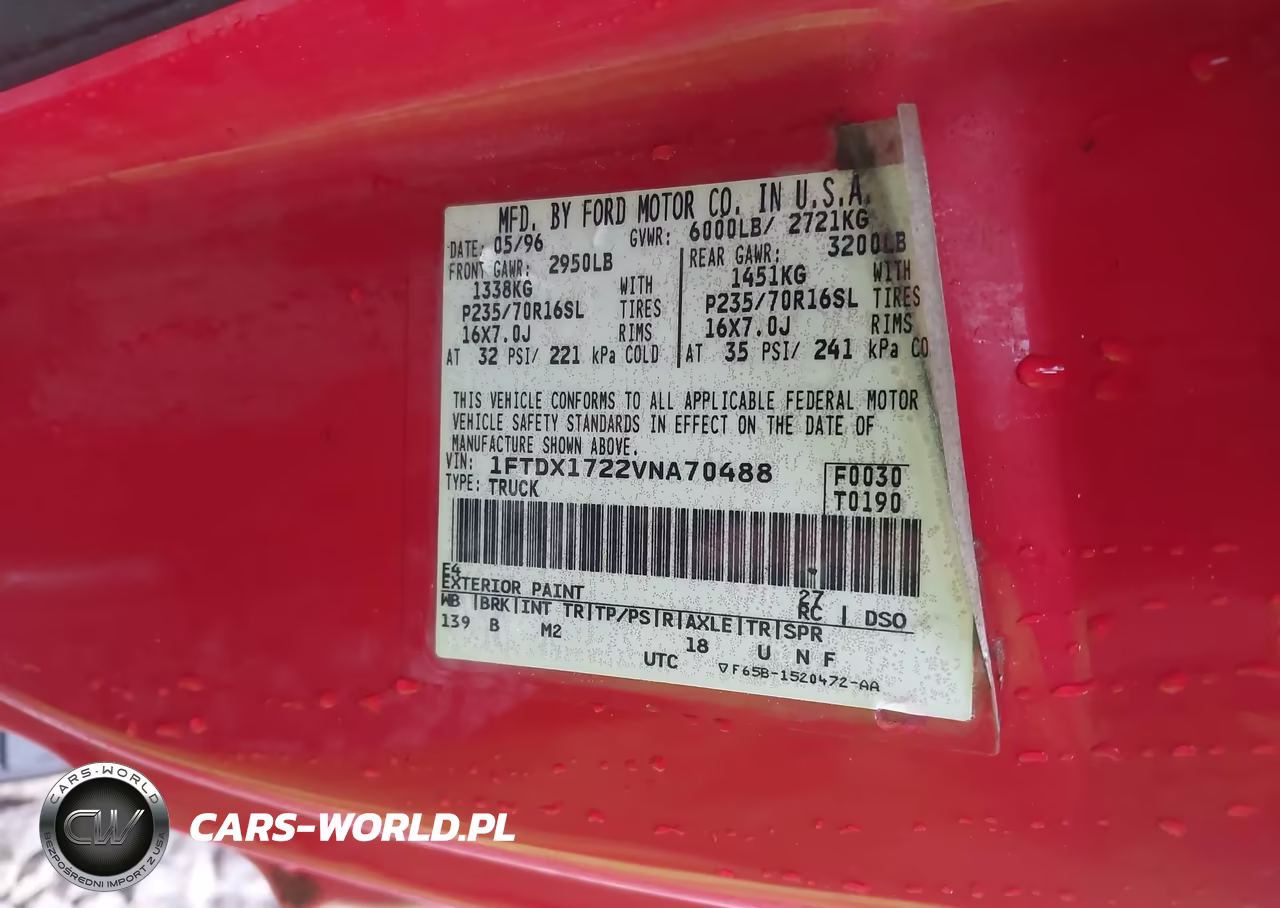 MFD. BY FORD MOTOR CO. IN U.S.A.
DATE: 05/96 GVWR: 6000LB/ 2721KG
FRONT GAWR: 2950LB REAR GAWR: 3200LB
1338KG WITH 1451KG WITH
P235/70R16SL TIRES P235/70R16SL TIRES
16X7.0J RIMS 16X7.0J RIMS
AT 32 PSI/ 221 kPa COLD AT 35 PSI/ 241 kPa CO
THIS VEHICLE CONFORMS TO ALL APPLICABLE FEDERAL MOTOR
VEHICLE SAFETY STANDARDS IN EFFECT ON THE DATE OF
MANUFACTURE SHOWN ABOVE.
VIN: 1FTDX1722VNA70488 F0030
TYPE: TRUCK T0190
E4 27
EXTERIOR PAINT RC | DSO
WB |BRK|INT TR|TP/PS|R|AXLE|TR|SPR
139 B M2 18 U N F
UTC ▽F65B-1520472-AA
CARS-WORLD
CW
BEZPOŚREDNI IMPORT Z USA
CARS-WORLD.PL